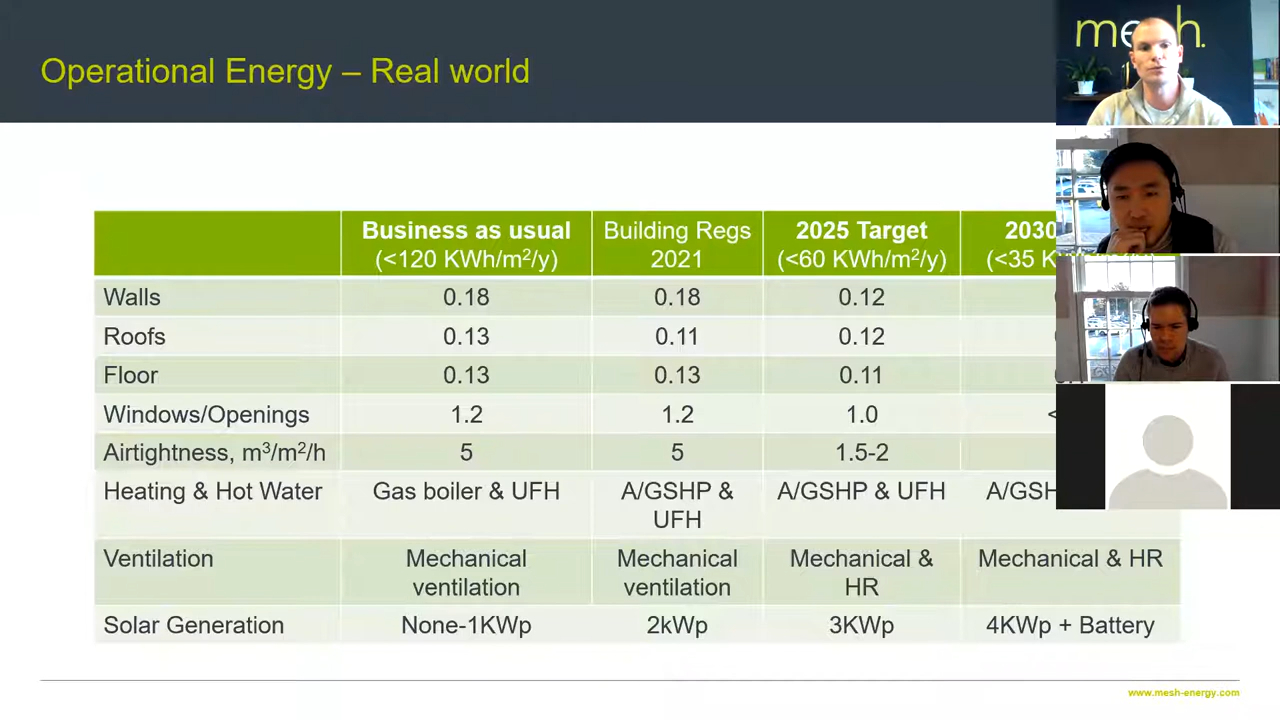 mesh.
Operational Energy – Real world
Business as usual Building Regs 2025 Target 2030
(<120 KWh/m²/y) 2021 (<60 KWh/m²/y) (<35 K
Walls 0.18 0.18 0.12
Roofs 0.13 0.11 0.12
Floor 0.13 0.13 0.11
Windows/Openings 1.2 1.2 1.0 <
Airtightness, m³/m²/h 5 5 1.5-2
Heating & Hot Water Gas boiler & UFH A/GSHP & A/GSHP & UFH A/GSH
UFH
Ventilation Mechanical Mechanical Mechanical & Mechanical & HR
ventilation ventilation HR
Solar Generation None-1KWp 2kWp 3KWp 4KWp + Battery
www.mesh-energy.com